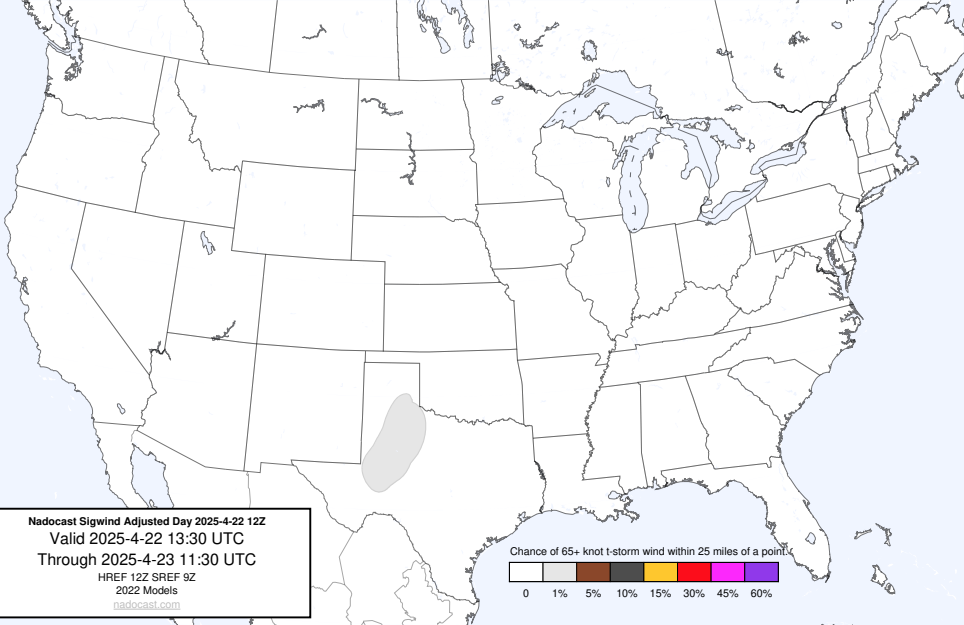 Nadocast Sigwind Adjusted Day 2025-4-22 12Z
Valid 2025-4-22 13:30 UTC
Through 2025-4-23 11:30 UTC
HREF 12Z SREF 9Z
2022 Models
nadocast.com
Chance of 65+ knot t-storm wind within 25 miles of a point.
0 1% 5% 10% 15% 30% 45% 60%